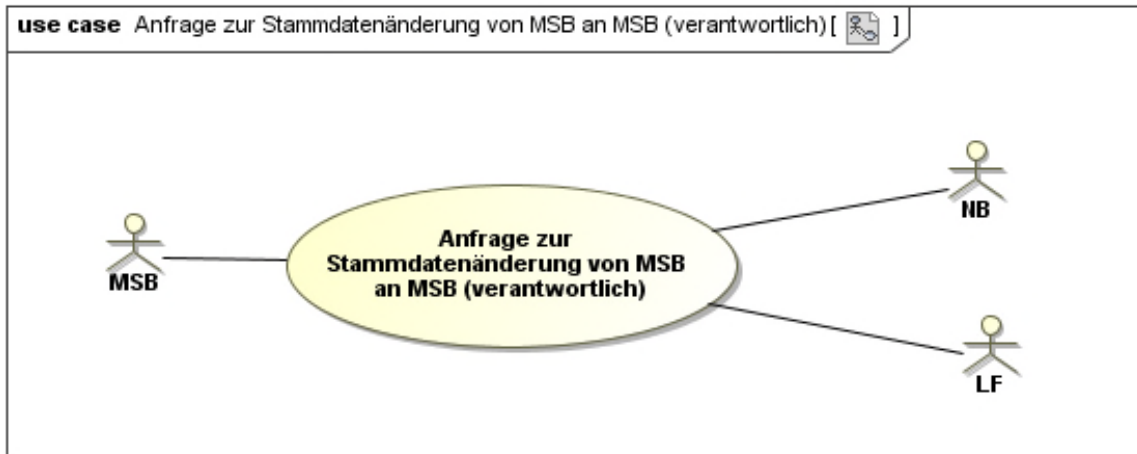 use case Anfrage zur Stammdatenänderung von MSB an MSB (verantwortlich) [ ]
NB
Anfrage zur
Stammdatenänderung von MSB
an MSB (verantwortlich)
MSB
LF